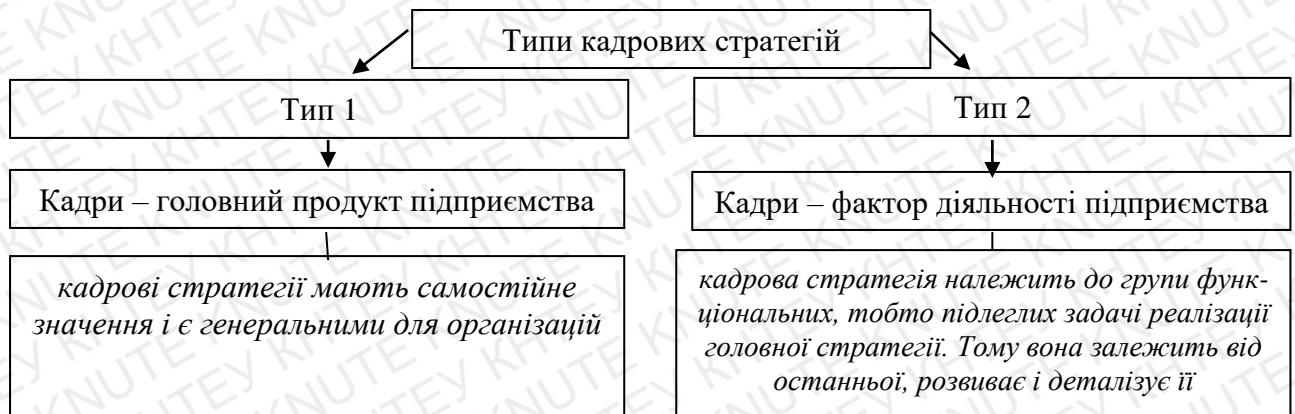 Типи кадрових стратегій
Тип 1
Тип 2
Кадри – головний продукт підприємства
Кадри – фактор діяльності підприємства
кадрові стратегії мають самостійне
значення і є генеральними для організацій
кадрова стратегія належить до групи функ-
ціональних, тобто підлеглих задачі реалізації
головної стратегії. Тому вона залежить від
останньої, розвиває і деталізує її